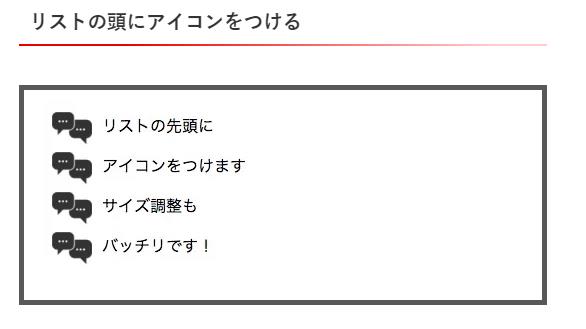 リストの頭にアイコンをつける
リストの先頭に
アイコンをつけます
サイズ調整も
バッチリです！